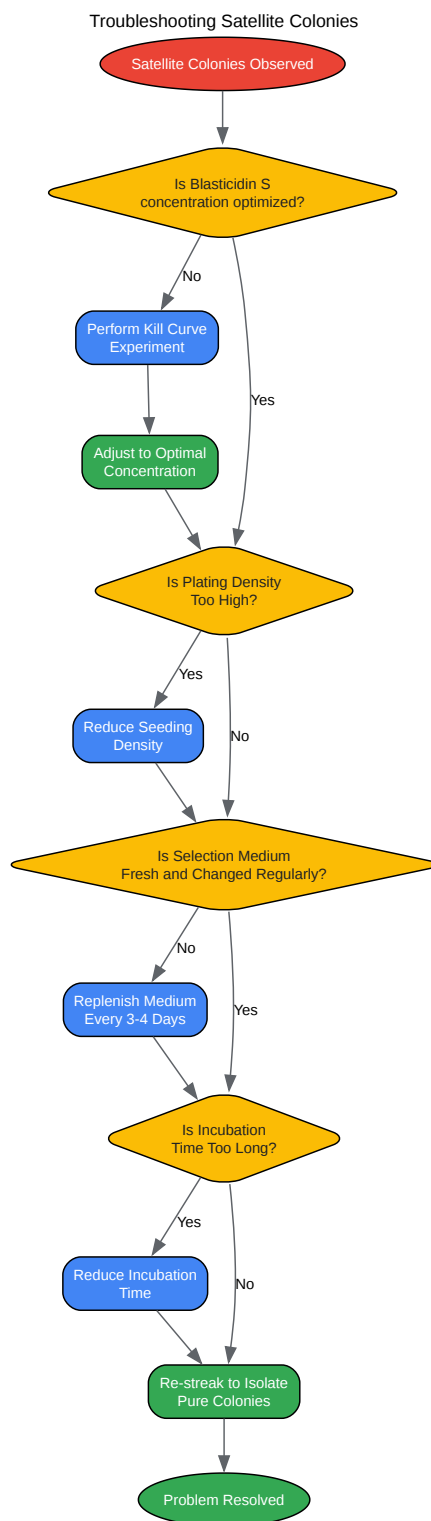 Troubleshooting Satellite Colonies
Satellite Colonies Observed
Is Blasticidin S
concentration optimized?
No
Perform Kill Curve
Experiment
Yes
Adjust to Optimal
Concentration
Is Plating Density
Too High?
Yes
Reduce Seeding
Density
No
Is Selection Medium
Fresh and Changed Regularly?
No
Replenish Medium
Every 3-4 Days
Yes
Is Incubation
Time Too Long?
Yes
Reduce Incubation
Time
No
Re-streak to Isolate
Pure Colonies
Problem Resolved